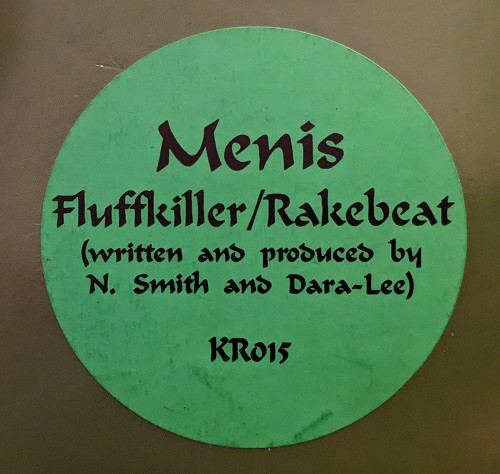 Menis
Fluffkiller/Rakebeat
(written and produced by
N. Smith and Dara-Lee)
KR015